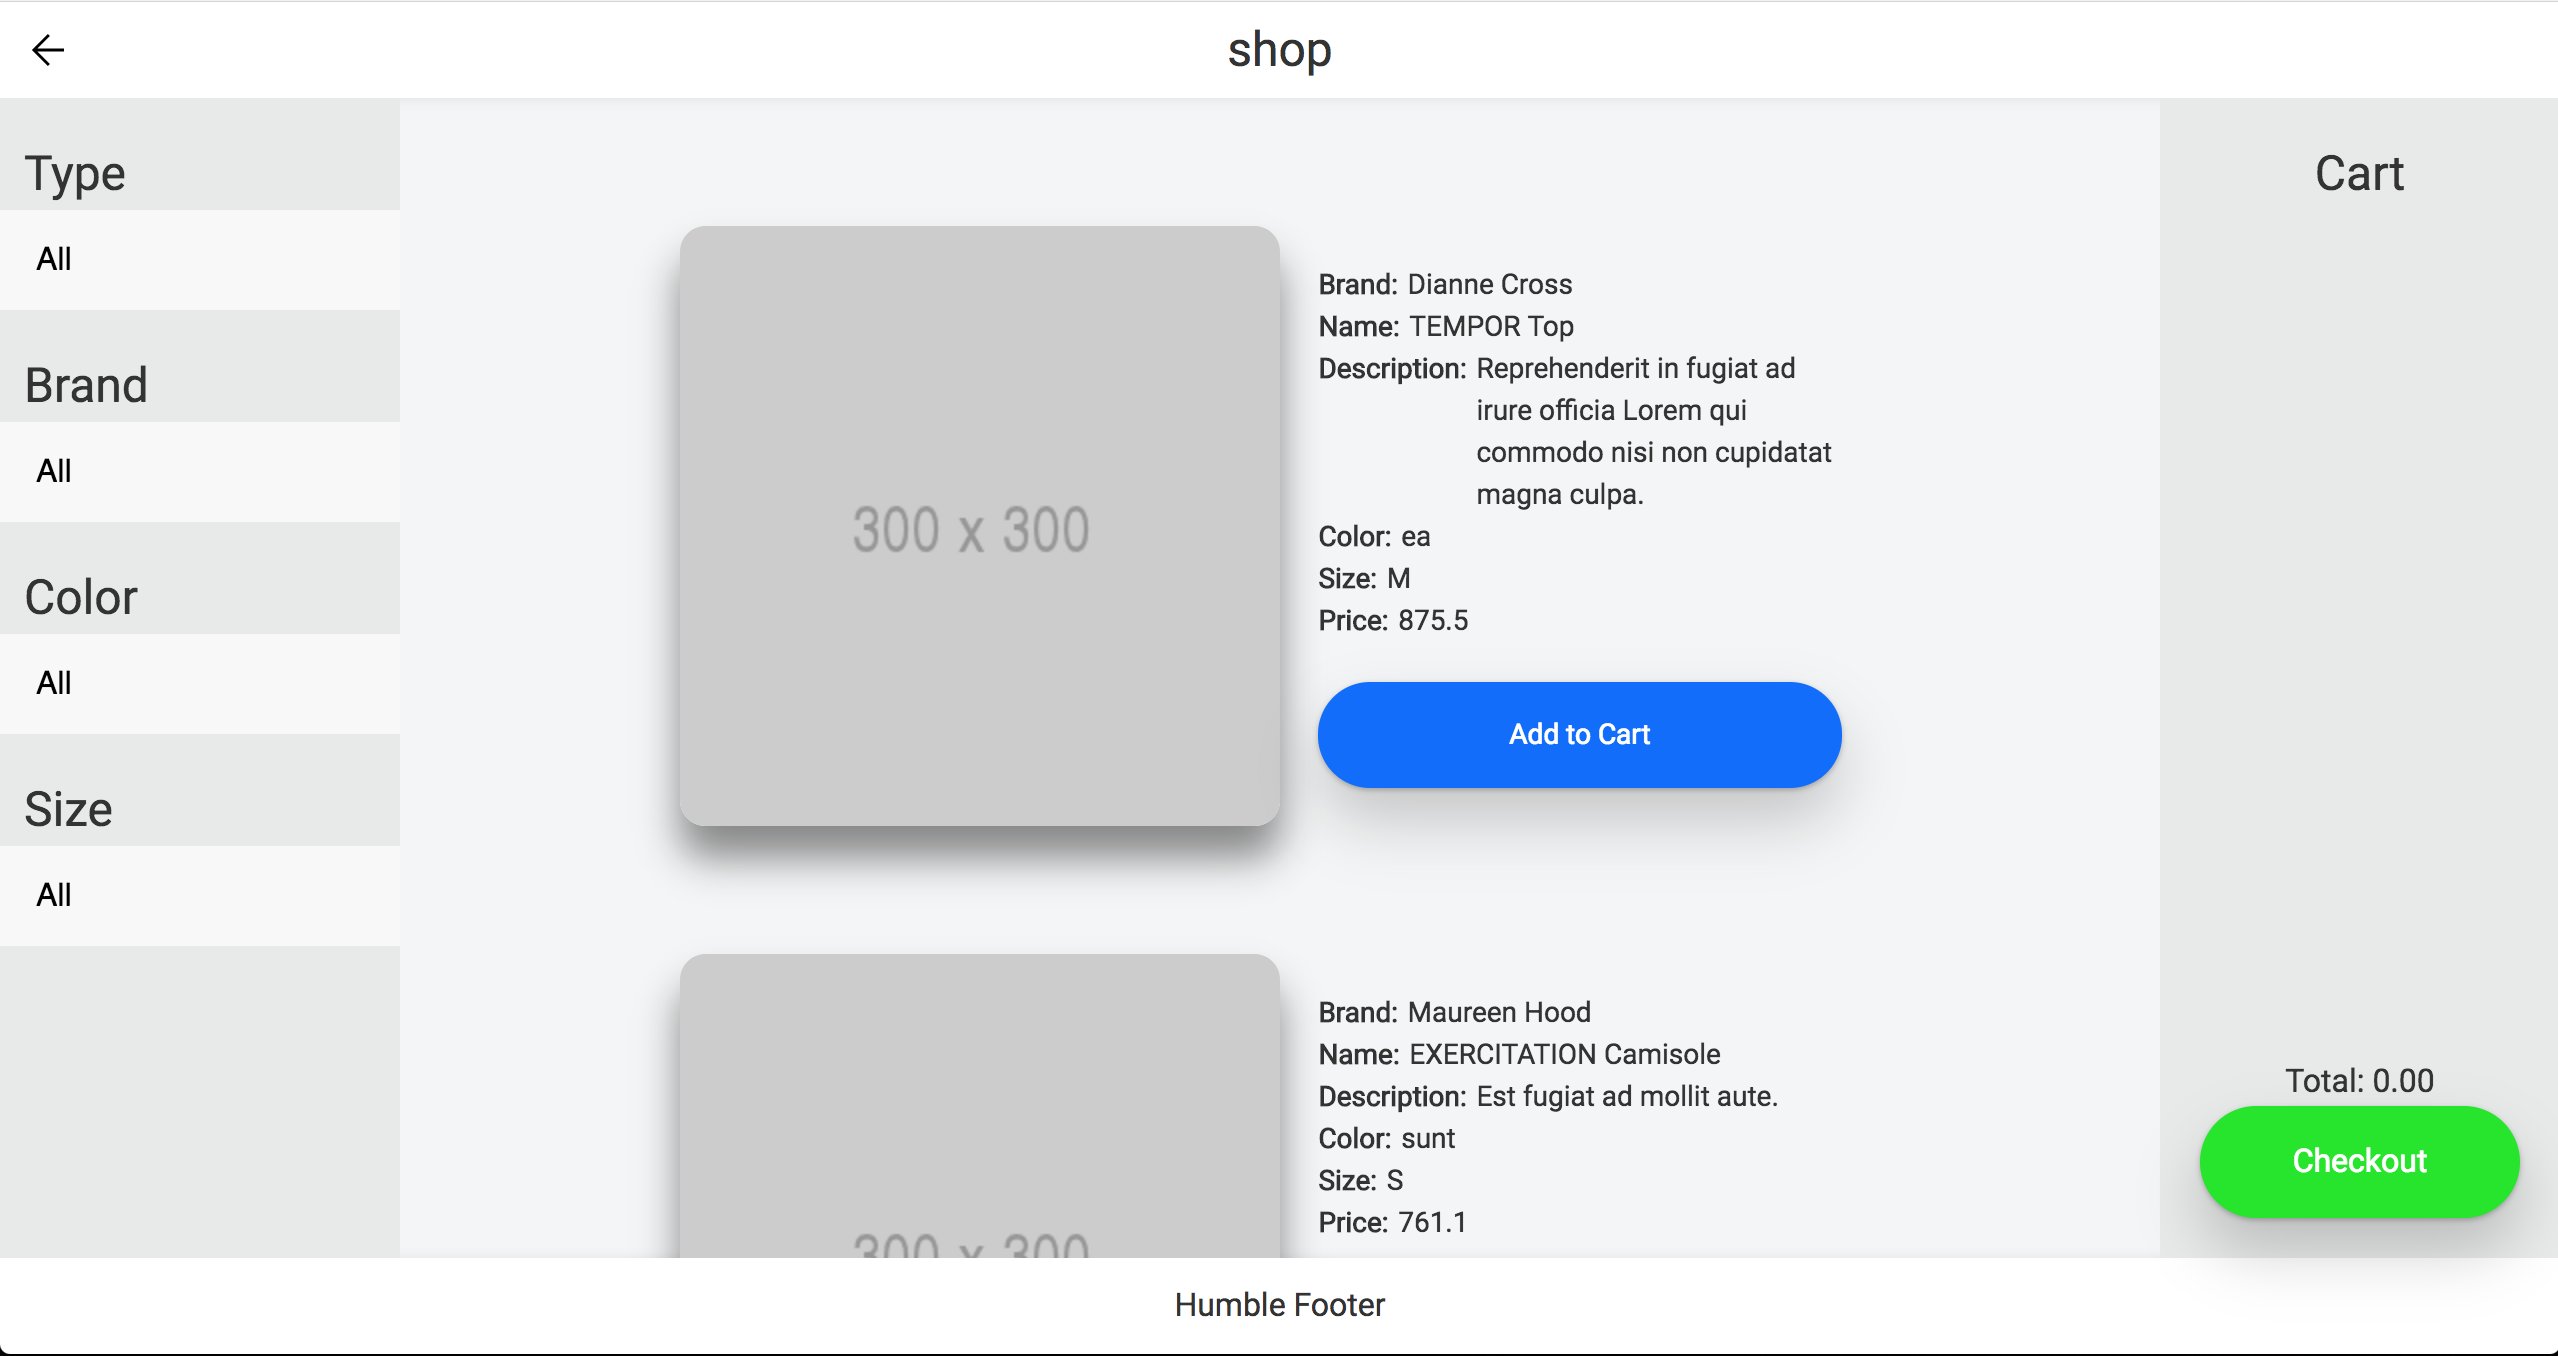 shop
Type
All
Brand
All
Color
All
Size
All
300 x 300
Brand: Dianne Cross
Name: TEMPOR Top
Description: Reprehenderit in fugiat ad
irure officia Lorem qui
commodo nisi non cupidatat
magna culpa.
Color: ea
Size: M
Price: 875.5
Add to Cart
300 x 300
Brand: Maureen Hood
Name: EXERCITATION Camisole
Description: Est fugiat ad mollit aute.
Color: sunt
Size: S
Price: 761.1
Cart
Total: 0.00
Checkout
Humble Footer